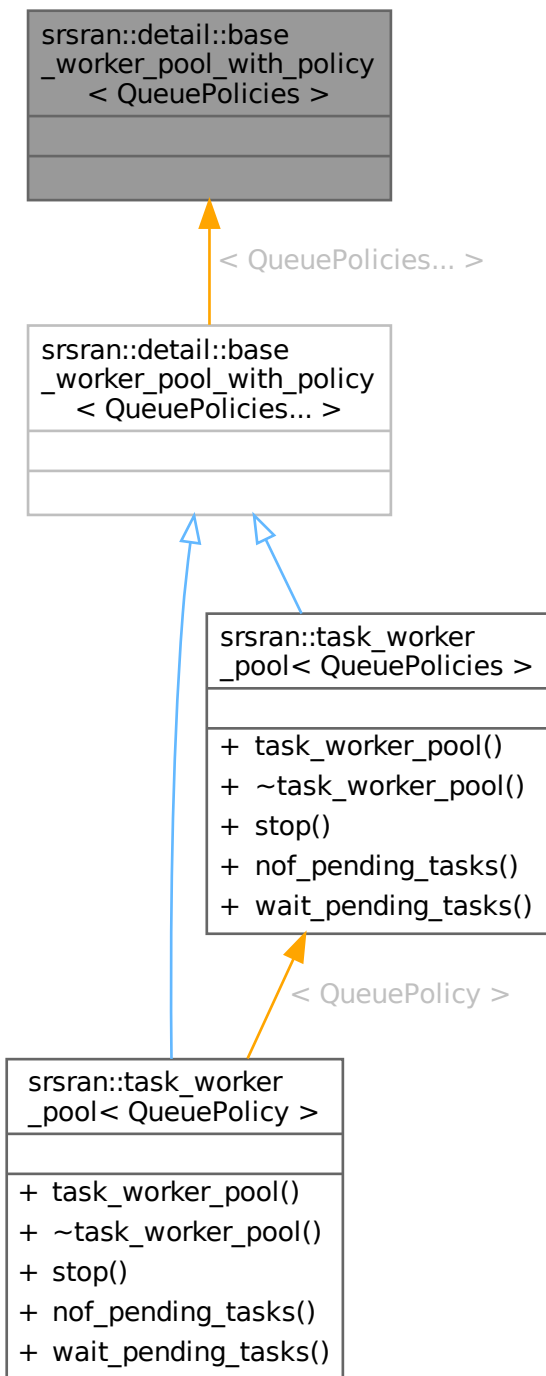 srsran::detail::base
_worker_pool_with_policy
< QueuePolicies >
< QueuePolicies... >
srsran::detail::base
_worker_pool_with_policy
< QueuePolicies... >
srsran::task_worker
_pool< QueuePolicies >
+ task_worker_pool()
+ ~task_worker_pool()
+ stop()
+ nof_pending_tasks()
+ wait_pending_tasks()
< QueuePolicy >
srsran::task_worker
_pool< QueuePolicy >
+ task_worker_pool()
+ ~task_worker_pool()
+ stop()
+ nof_pending_tasks()
+ wait_pending_tasks()